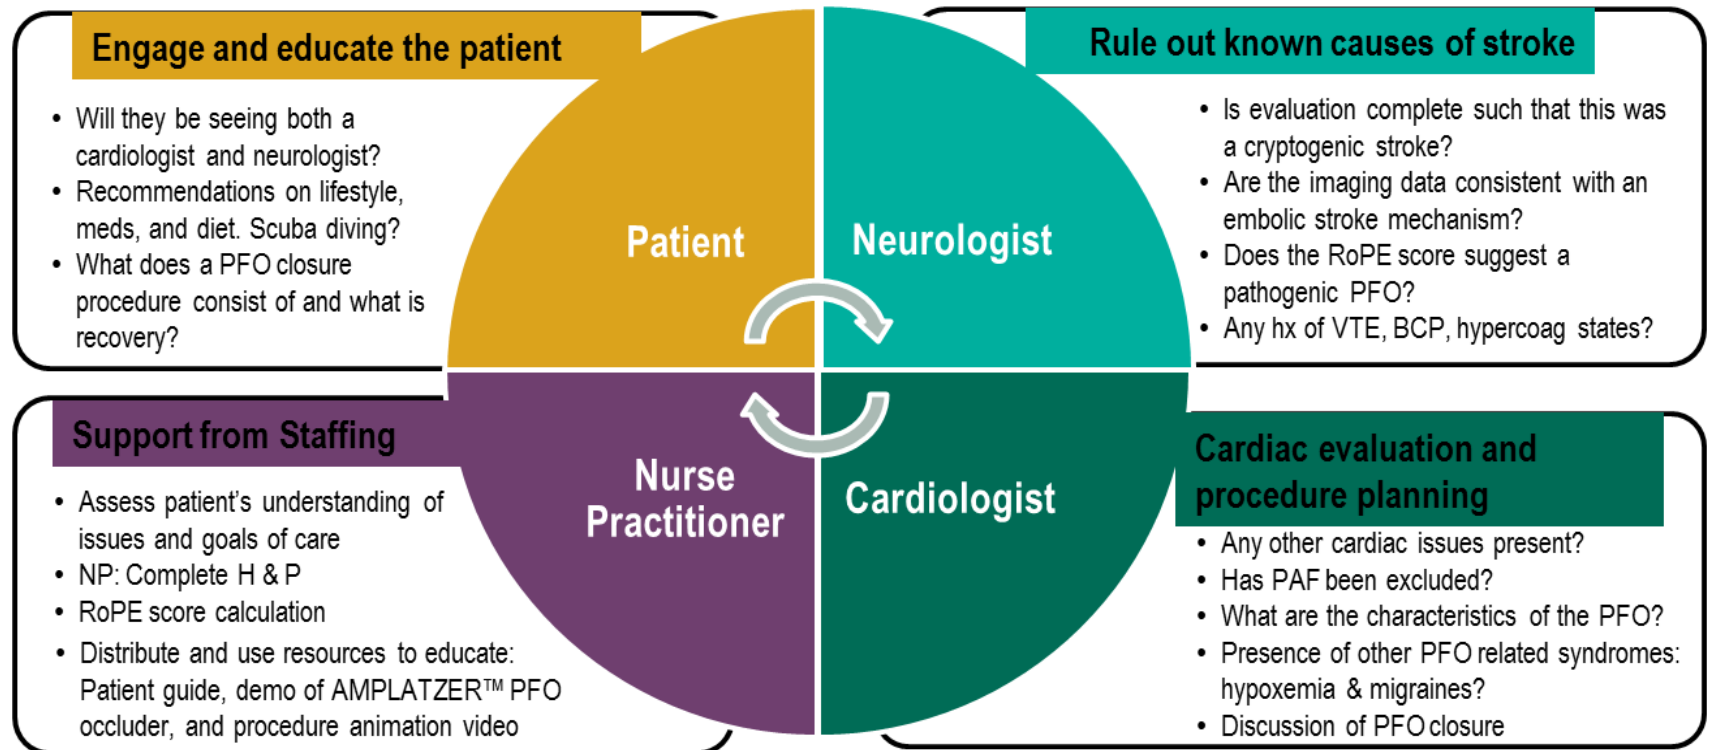 Engage and educate the patient
• Will they be seeing both a
cardiologist and neurologist?
• Recommendations on lifestyle,
meds, and diet. Scuba diving?
• What does a PFO closure
procedure consist of and what is
recovery?
Patient
Rule out known causes of stroke
• Is evaluation complete such that this was
a cryptogenic stroke?
• Are the imaging data consistent with an
embolic stroke mechanism?
• Does the RoPE score suggest a
pathogenic PFO?
• Any hx of VTE, BCP, hypercoag states?
Neurologist
Support from Staffing
• Assess patient’s understanding of
issues and goals of care
• NP: Complete H & P
• RoPE score calculation
• Distribute and use resources to educate:
Patient guide, demo of AMPLATZER™ PFO
occluder, and procedure animation video
Nurse
Practitioner
Cardiologist
Cardiac evaluation and
procedure planning
• Any other cardiac issues present?
• Has PAF been excluded?
• What are the characteristics of the PFO?
• Presence of other PFO related syndromes:
hypoxemia & migraines?
• Discussion of PFO closure